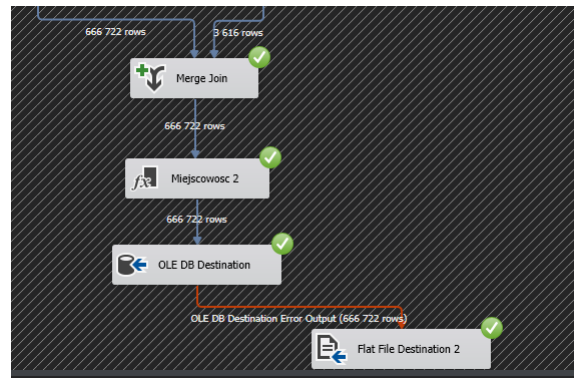 666 722 rows
3 616 rows
Merge Join
666 722 rows
Miejscowosc 2
666 722 rows
OLE DB Destination
OLE DB Destination Error Output (666 722 rows)
Flat File Destination 2